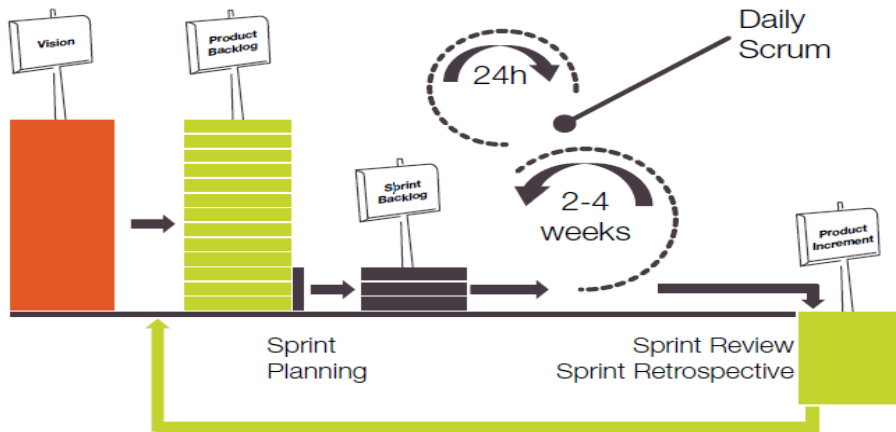 Vision
Product
Backlog
24h
Daily
Scrum
Sprint
Backlog
2-4
weeks
Product
Increment
Sprint
Planning
Sprint Review
Sprint Retrospective